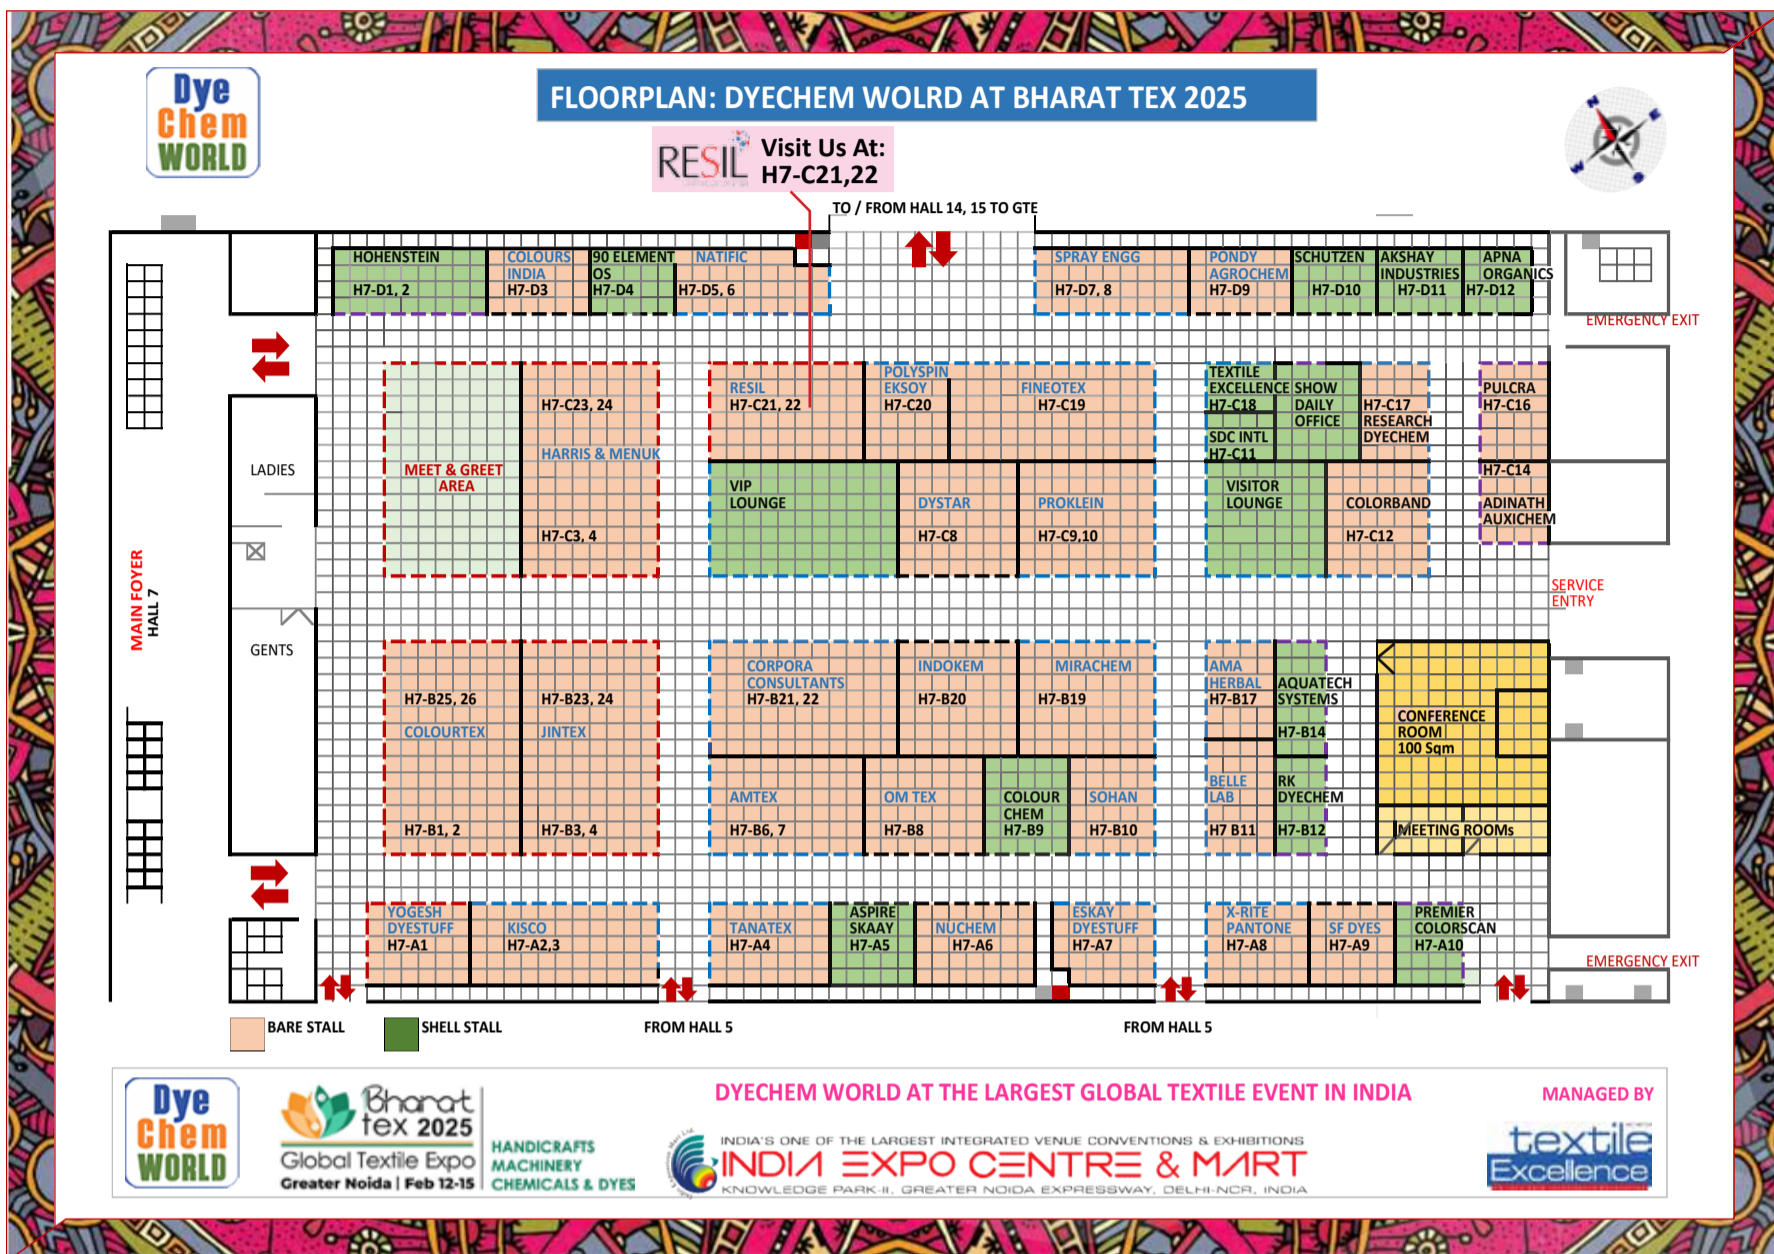 Dye
Chem
WORLD
FLOORPLAN: DYECHEM WOLRD AT BHARAT TEX 2025
RESIL
Visit Us At:
H7-C21,22
N
E
W
TO / FROM HALL 14, 15 TO GTE
HOHENSTEIN
H7-D1, 2
COLOURS
INDIA
H7-D3
90 ELEMENT
OS
H7-D4
NATIFIC
H7-D5, 6
SPRAY ENGG
H7-D7, 8
PONDY
AGROCHEM
H7-D9
SCHUTZEN
H7-D10
AKSHAY
INDUSTRIES
H7-D11
APNA
ORGANICS
H7-D12
EMERGENCY EXIT
MEET & GREET
AREA
H7-C23, 24
HARRIS & MENUK
H7-C3, 4
RESIL
H7-C21, 22
POLYSPIN
EKSOY
H7-C20
FINEOTEX
H7-C19
TEXTILE
EXCELLENCE
H7-C18
SHOW
DAILY
OFFICE
SDC INTL
H7-C11
H7-C17
RESEARCH
DYECHEM
PULCRA
H7-C16
H7-C14
ADINATH
AUXICHEM
VIP
LOUNGE
DYSTAR
H7-C8
PROKLEIN
H7-C9,10
VISITOR
LOUNGE
COLORBAND
H7-C12
LADIES
GENTS
MAIN FOYER
HALL 7
SERVICE
ENTRY
H7-B25, 26
COLOURTEX
H7-B1, 2
H7-B23, 24
JINTEX
H7-B3, 4
CORPORA
CONSULTANTS
H7-B21, 22
INDOKEM
H7-B20
MIRACHEM
H7-B19
AMA
HERBAL
H7-B17
AQUATECH
SYSTEMS
H7-B14
CONFERENCE
ROOM
100 Sqm
AMTEX
H7-B6, 7
OM TEX
H7-B8
COLOUR
CHEM
H7-B9
SOHAN
H7-B10
BELLE
LAB
H7 B11
RK
DYECHEM
H7-B12
MEETING ROOMs
YOGESH
DYESTUFF
H7-A1
KISCO
H7-A2,3
TANATEX
H7-A4
ASPIRE
SKAAY
H7-A5
NUCHEM
H7-A6
ESKAY
DYESTUFF
H7-A7
X-RITE
PANTONE
H7-A8
SF DYES
H7-A9
PREMIER
COLORSCAN
H7-A10
EMERGENCY EXIT
BARE STALL
SHELL STALL
FROM HALL 5
FROM HALL 5
Dye
Chem
WORLD
Bharat
tex 2025
Global Textile Expo
Greater Noida | Feb 12-15
HANDICRAFTS
MACHINERY
CHEMICALS & DYES
DYECHEM WORLD AT THE LARGEST GLOBAL TEXTILE EVENT IN INDIA
INDIA'S ONE OF THE LARGEST INTEGRATED VENUE CONVENTIONS & EXHIBITIONS
INDIA EXPO CENTRE & MART
KNOWLEDGE PARK-II, GREATER NOIDA EXPRESSWAY, DELHI-NCR, INDIA
MANAGED BY
textile
Excellence